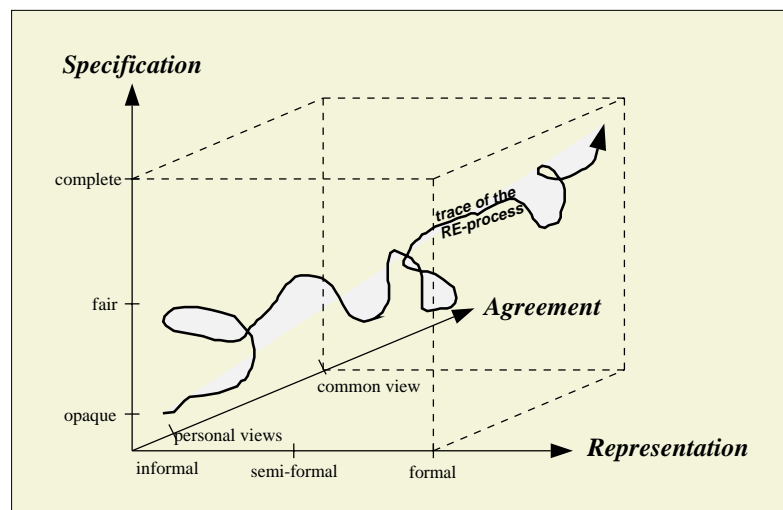 Specification
complete
trace of the
RE-process
fair
Agreement
common view
opaque
personal views
Representation
informal
semi-formal
formal